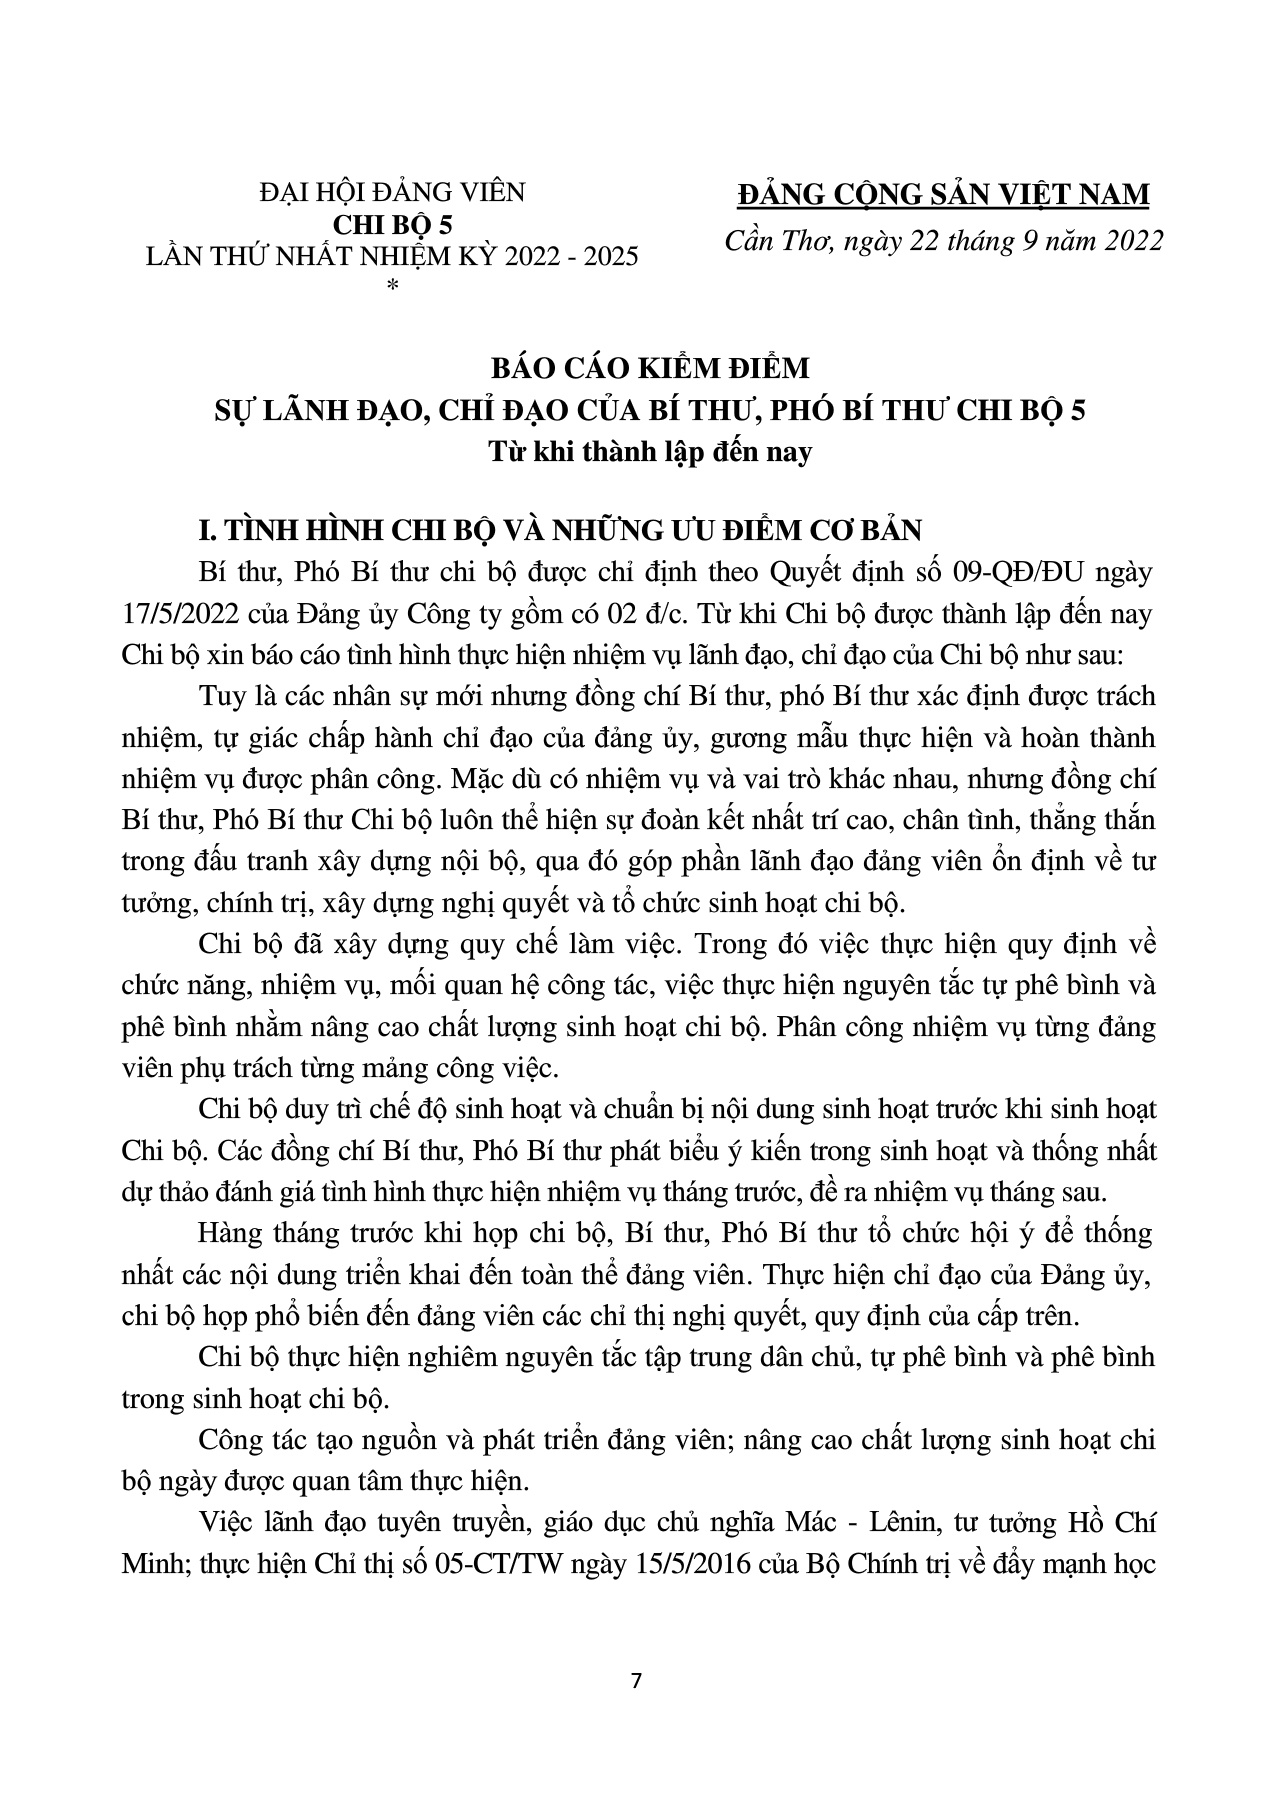 ĐẠI HỘI ĐẢNG VIÊN
CHI BỘ 5
LẦN THỨ NHẤT NHIỆM KỲ 2022 - 2025
*
ĐẢNG CỘNG SẢN VIỆT NAM
Cần Thơ, ngày 22 tháng 9 năm 2022
BÁO CÁO KIỂM ĐIỂM
SỰ LÃNH ĐẠO, CHỈ ĐẠO CỦA BÍ THƯ, PHÓ BÍ THƯ CHI BỘ 5
Từ khi thành lập đến nay
I. TÌNH HÌNH CHI BỘ VÀ NHỮNG ƯU ĐIỂM CƠ BẢN
Bí thư, Phó Bí thư chi bộ được chỉ định theo Quyết định số 09-QĐ/ĐU ngày
17/5/2022 của Đảng ủy Công ty gồm có 02 đ/c. Từ khi Chi bộ được thành lập đến nay
Chi bộ xin báo cáo tình hình thực hiện nhiệm vụ lãnh đạo, chỉ đạo của Chi bộ như sau:
Tuy là các nhân sự mới nhưng đồng chí Bí thư, phó Bí thư xác định được trách
nhiệm, tự giác chấp hành chỉ đạo của đảng ủy, gương mẫu thực hiện và hoàn thành
nhiệm vụ được phân công. Mặc dù có nhiệm vụ và vai trò khác nhau, nhưng đồng chí
Bí thư, Phó Bí thư Chi bộ luôn thể hiện sự đoàn kết nhất trí cao, chân tình, thẳng thắn
trong đấu tranh xây dựng nội bộ, qua đó góp phần lãnh đạo đảng viên ổn định về tư
tưởng, chính trị, xây dựng nghị quyết và tổ chức sinh hoạt chi bộ.
Chi bộ đã xây dựng quy chế làm việc. Trong đó việc thực hiện quy định về
chức năng, nhiệm vụ, mối quan hệ công tác, việc thực hiện nguyên tắc tự phê bình và
phê bình nhằm nâng cao chất lượng sinh hoạt chi bộ. Phân công nhiệm vụ từng đảng
viên phụ trách từng mảng công việc.
Chi bộ duy trì chế độ sinh hoạt và chuẩn bị nội dung sinh hoạt trước khi sinh hoạt
Chi bộ. Các đồng chí Bí thư, Phó Bí thư phát biểu ý kiến trong sinh hoạt và thống nhất
dự thảo đánh giá tình hình thực hiện nhiệm vụ tháng trước, đề ra nhiệm vụ tháng sau.
Hàng tháng trước khi họp chi bộ, Bí thư, Phó Bí thư tổ chức hội ý để thống
nhất các nội dung triển khai đến toàn thể đảng viên. Thực hiện chỉ đạo của Đảng ủy,
chi bộ họp phổ biến đến đảng viên các chỉ thị nghị quyết, quy định của cấp trên.
Chi bộ thực hiện nghiêm nguyên tắc tập trung dân chủ, tự phê bình và phê bình
trong sinh hoạt chi bộ.
Công tác tạo nguồn và phát triển đảng viên; nâng cao chất lượng sinh hoạt chi
bộ ngày được quan tâm thực hiện.
Việc lãnh đạo tuyên truyền, giáo dục chủ nghĩa Mác - Lênin, tư tưởng Hồ Chí
Minh; thực hiện Chỉ thị số 05-CT/TW ngày 15/5/2016 của Bộ Chính trị về đẩy mạnh học
7